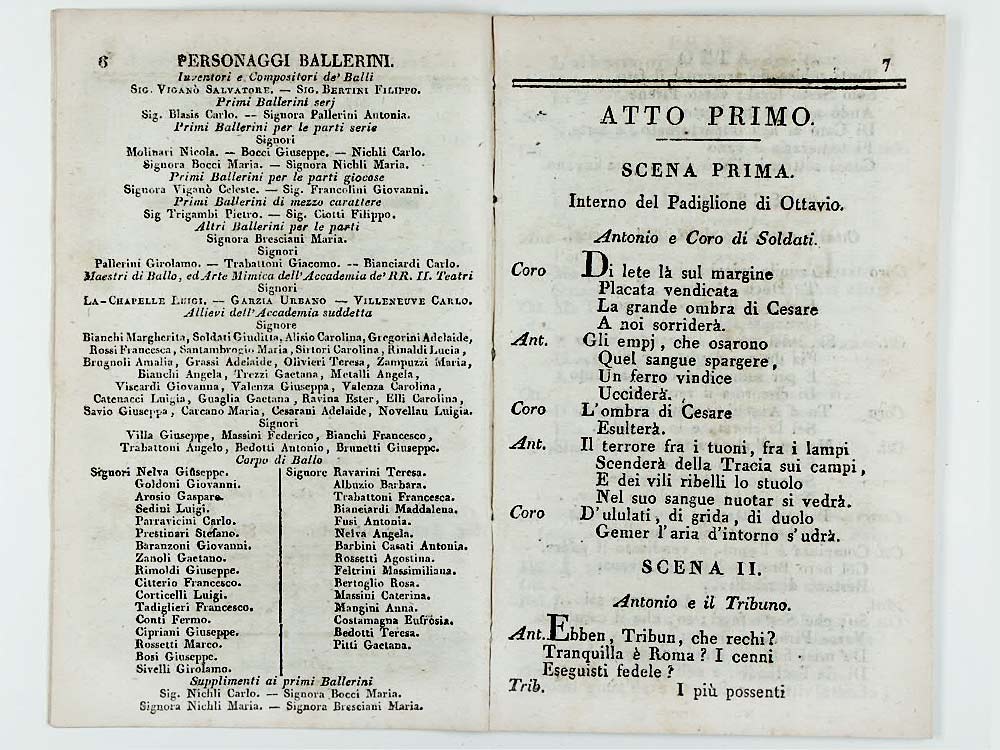 6
PERSONAGGI BALLERINI.
Inventori e Compositori de' Balli
SIG. VIGANÒ SALVATORE. — SIG. BERTINI FILIPPO.
Primi Ballerini serj
Sig. Blasis Carlo. -- Signora Pallerini Antonia.
Primi Ballerini per le parti serie
Signori
Molinari Nicola. — Bocci Giuseppe. — Nichli Carlo.
Signora Bocci Maria. — Signora Nichli Maria.
Primi Ballerini per le parti giocose
Signora Viganò Celeste. — Sig. Francolini Giovanni.
Primi Ballerini di mezzo carattere
Sig Trigambi Pietro. — Sig. Ciotti Filippo.
Altri Ballerini per le parti
Signora Bresciani Maria.
Signori
Pallerini Girolamo. — Trabattoni Giacomo. — Bianciardi Carlo.
Maestri di Ballo, ed Arte Mimica dell'Accademia de' RR. II. Teatri
Signori
LA-CHAPELLE LUIGI. — GARZIA URBANO — VILLENEUVE CARLO.
Allievi dell'Accademia suddetta
Signore
Bianchi Margherita, Soldati Giuditta, Alisio Carolina, Gregorini Adelaide,
Rossi Francesca, Santambrogio Maria, Sirtori Carolina, Rinaldi Lucia,
Brugnoli Amalia, Grassi Adelaide, Olivieri Teresa, Zampuzzi Maria,
Bianchi Angela, Trezzi Gaetana, Metalli Angela,
Viscardi Giovanna, Valenza Giuseppa, Valenza Carolina,
Catenacci Luigia, Guaglia Gaetana, Ravina Ester, Elli Carolina,
Savio Giuseppa, Carcano Maria, Cesarani Adelaide, Novellau Luigia.
Signori
Villa Giuseppe, Massini Federico, Bianchi Francesco,
Trabattoni Angelo, Bedotti Antonio, Brunetti Giuseppe.
Corpo di Ballo
Signori Nelva Giuseppe.
Goldoni Giovanni.
Arosio Gaspare.
Sedini Luigi.
Parravicini Carlo.
Prestinari Stefano.
Baranzoni Giovanni.
Zanoli Gaetano.
Rimoldi Giuseppe.
Citterio Francesco.
Corticelli Luigi.
Tadiglieri Francesco.
Conti Fermo.
Cipriani Giuseppe.
Rossetti Marco.
Bosi Giuseppe.
Sivelli Girolamo.
Signore Ravarini Teresa.
Albuzio Barbara.
Trabattoni Francesca.
Bianciardi Maddalena.
Fusi Antonia.
Nelva Angela.
Barbini Casati Antonia.
Rossetti Agostina.
Feltrini Massimiliana.
Bertoglio Rosa.
Massini Caterina.
Mangini Anna.
Costamagna Eufrosia.
Bedotti Teresa.
Pitti Gaetana.
Supplimenti ai primi Ballerini
Sig. Nichli Carlo. — Signora Bocci Maria.
Signora Nichli Maria. — Signora Bresciani Maria.
7
ATTO PRIMO.
SCENA PRIMA.
Interno del Padiglione di Ottavio.
Antonio e Coro di Soldati.
Coro Di lete là sul margine
Placata vendicata
La grande ombra di Cesare
A noi sorriderà.
Ant. Gli empj, che osarono
Quel sangue spargere,
Un ferro vindice
Ucciderà.
Coro L'ombra di Cesare
Esulterà.
Ant. Il terrore fra i tuoni, fra i lampi
Scenderà della Tracia sui campi,
E dei vili ribelli lo stuolo
Nel suo sangue nuotar si vedrà.
Coro D'ululati, di grida, di duolo
Gemer l'aria d'intorno s'udrà.
SCENA II.
Antonio e il Tribuno.
Ant. Ebben, Tribun, che rechi?
Tranquilla è Roma? I cenni
Eseguisti fedele?
Trib. I più possenti